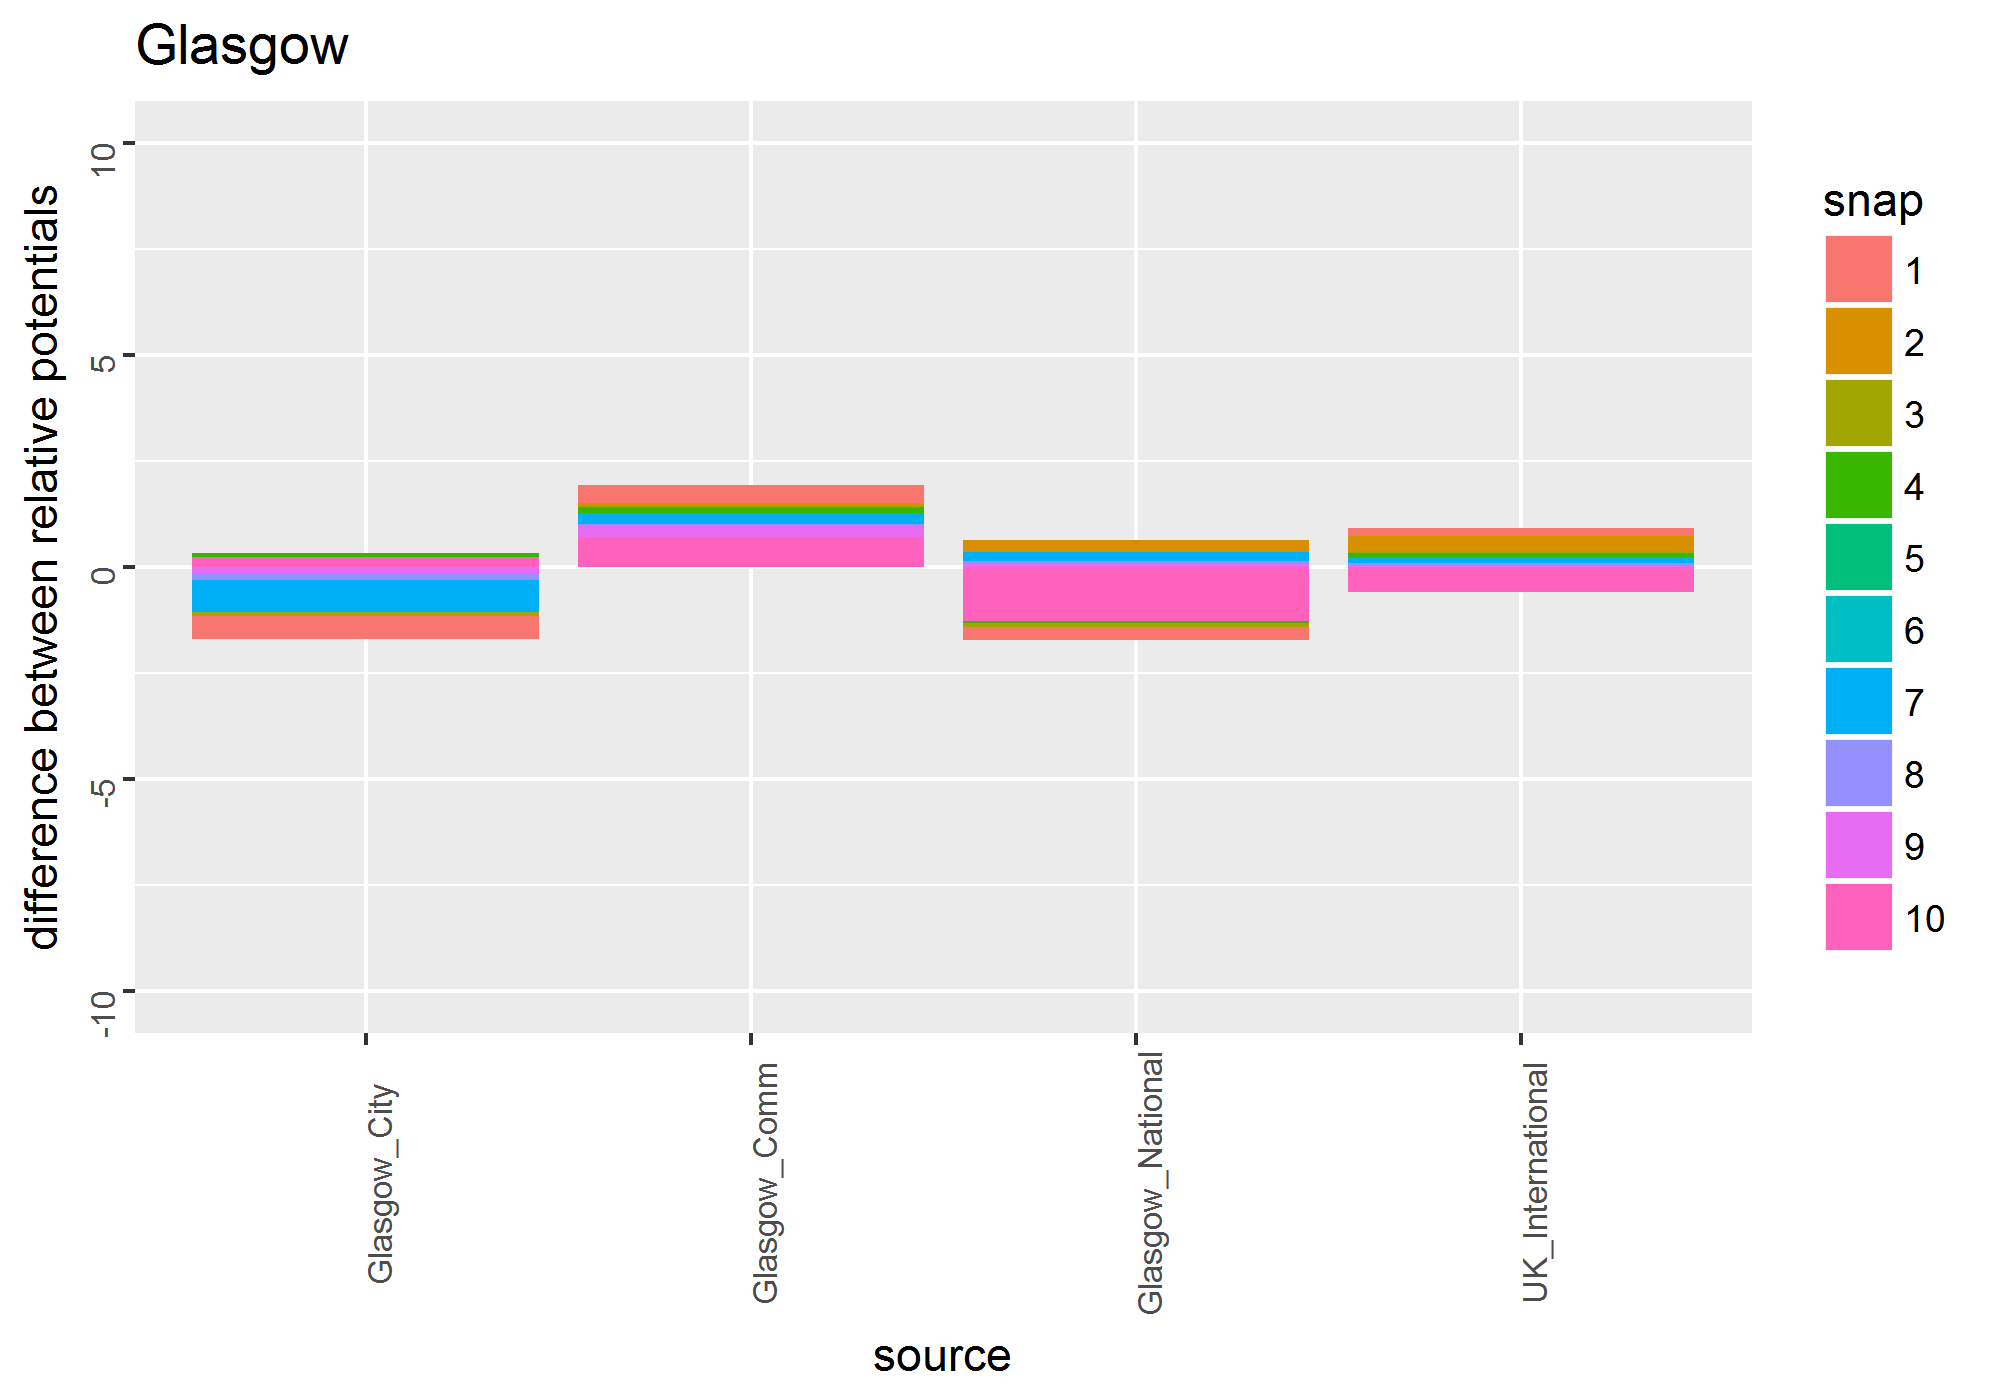 Glasgow
difference between relative potentials
10
5
0
-5
-10
Glasgow_City
Glasgow_Comm
Glasgow_National
UK_International
source
snap
1
2
3
4
5
6
7
8
9
10